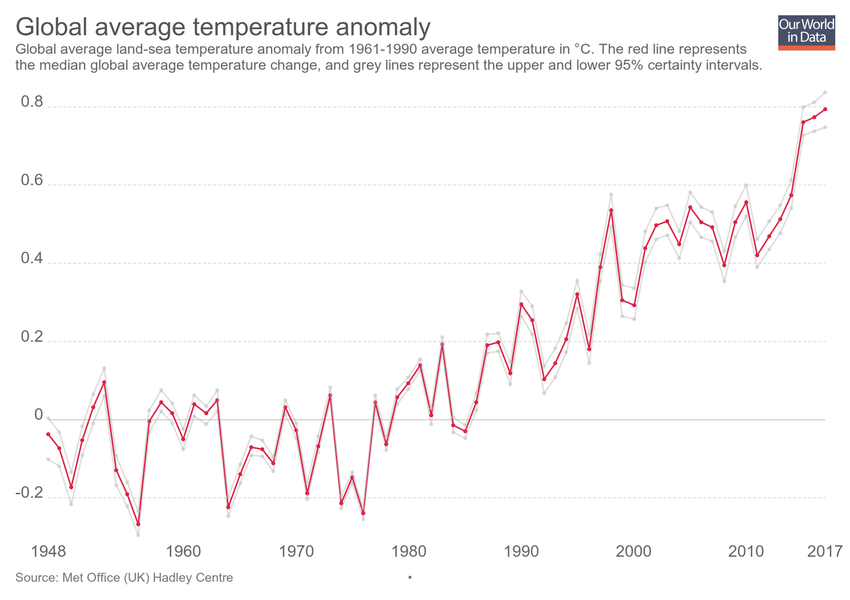 Global average temperature anomaly
Our World
in Data
Global average land-sea temperature anomaly from 1961-1990 average temperature in °C. The red line represents
the median global average temperature change, and grey lines represent the upper and lower 95% certainty intervals.
0.8
0.6
0.4
0.2
0
-0.2
1948 1960 1970 1980 1990 2000 2010 2017
Source: Met Office (UK) Hadley Centre
•